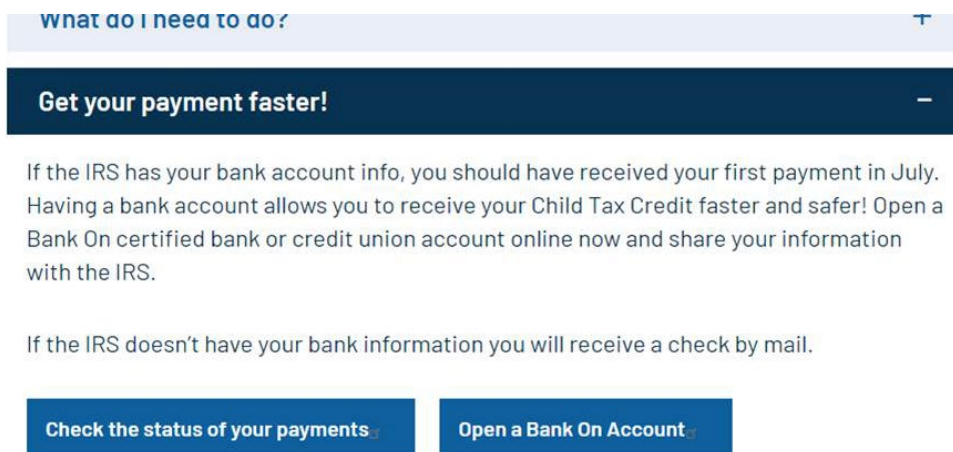 What do I need to do? +
Get your payment faster! −
If the IRS has your bank account info, you should have received your first payment in July.
Having a bank account allows you to receive your Child Tax Credit faster and safer! Open a
Bank On certified bank or credit union account online now and share your information
with the IRS.
If the IRS doesn’t have your bank information you will receive a check by mail.
Check the status of your payments
Open a Bank On Account